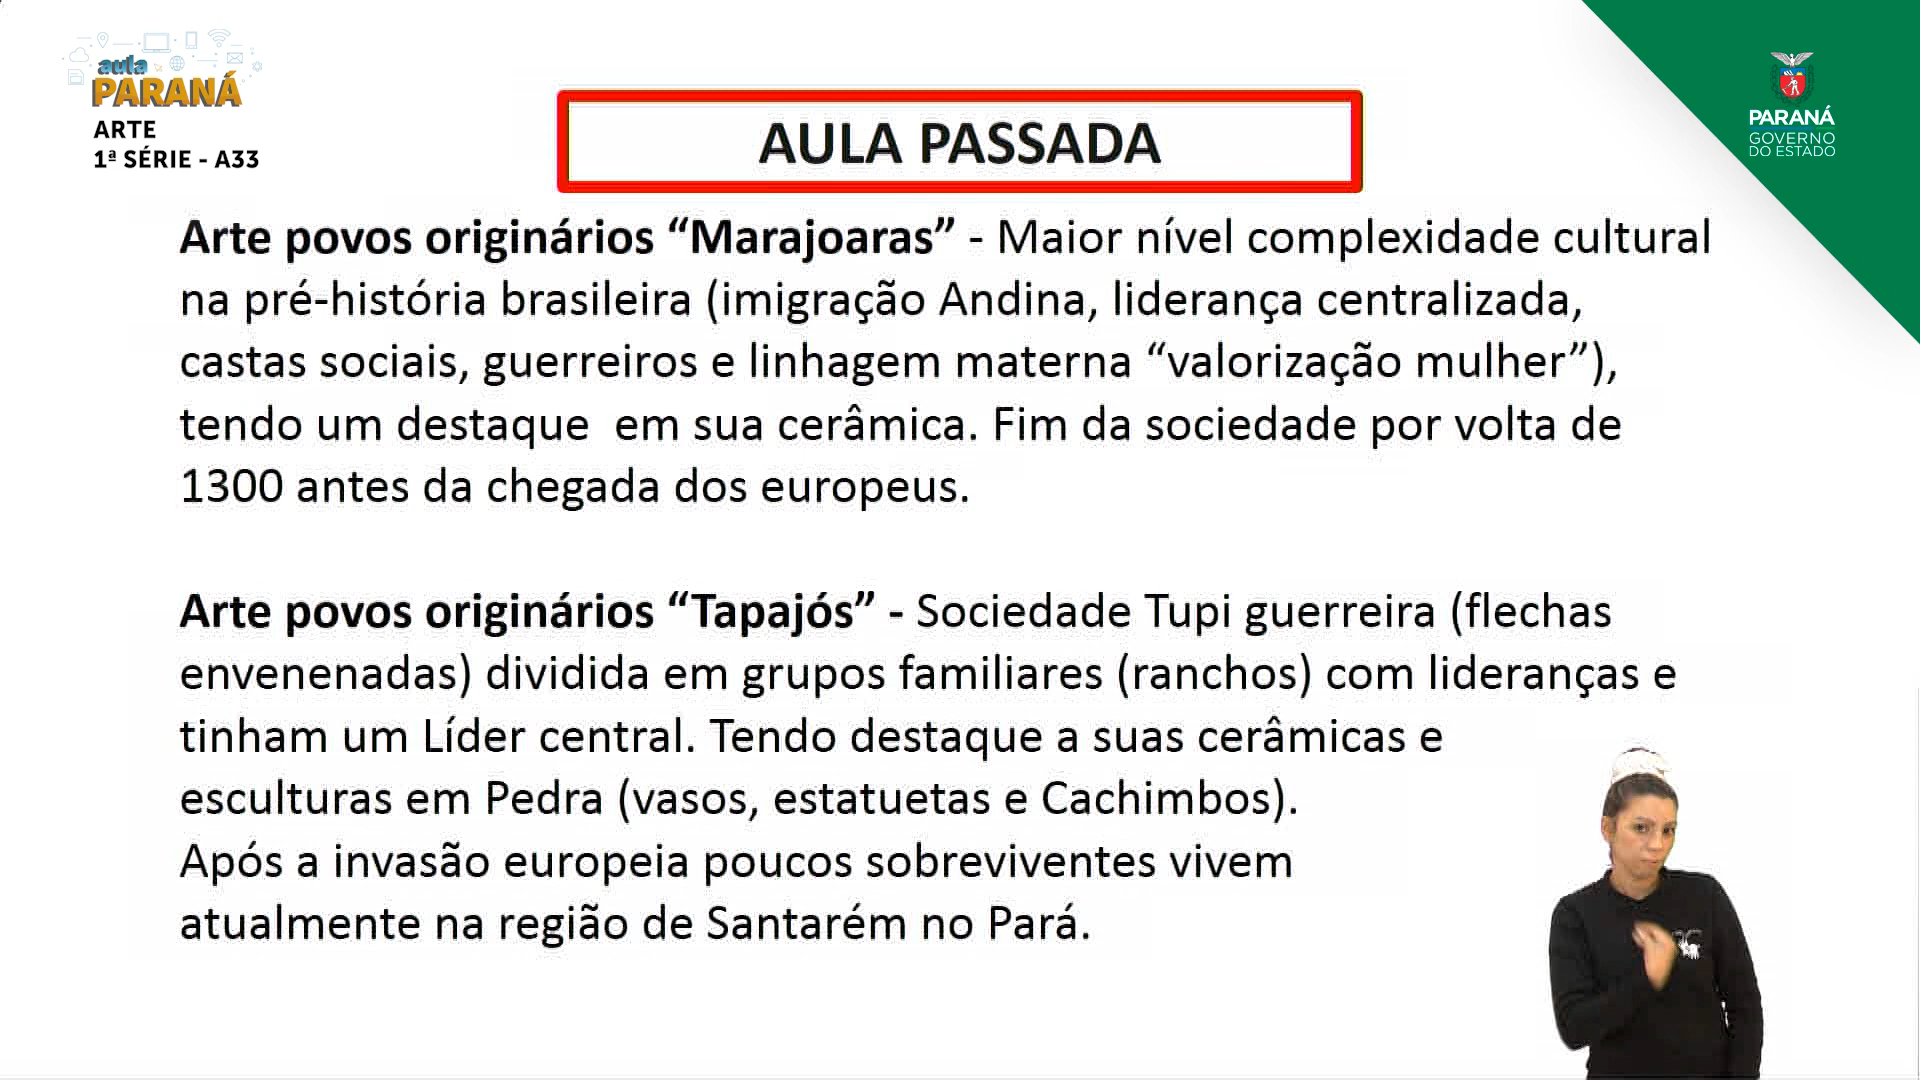 aula
PARANÁ
ARTE
1ª SÉRIE - A33
AULA PASSADA
PARANÁ
GOVERNO
DO ESTADO
Arte povos originários “Marajoaras” - Maior nível complexidade cultural
na pré-história brasileira (imigração Andina, liderança centralizada,
castas sociais, guerreiros e linhagem materna “valorização mulher”),
tendo um destaque  em sua cerâmica. Fim da sociedade por volta de
1300 antes da chegada dos europeus.
Arte povos originários “Tapajós” - Sociedade Tupi guerreira (flechas
envenenadas) dividida em grupos familiares (ranchos) com lideranças e
tinham um Líder central. Tendo destaque a suas cerâmicas e
esculturas em Pedra (vasos, estatuetas e Cachimbos).
Após a invasão europeia poucos sobreviventes vivem
atualmente na região de Santarém no Pará.